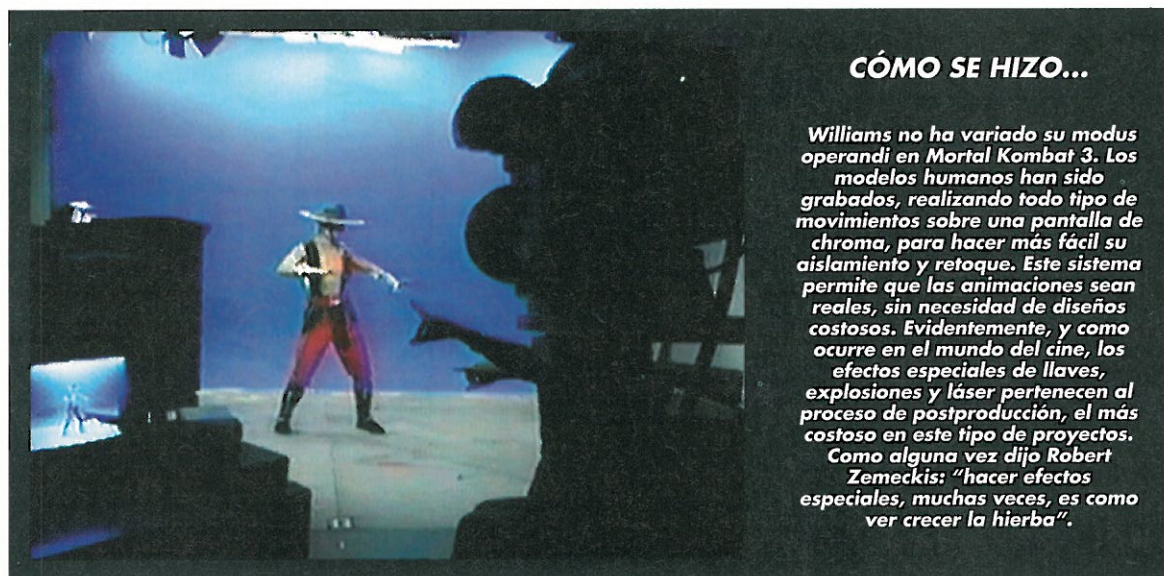 CÓMO SE HIZO...
Williams no ha variado su modus
operandi en Mortal Kombat 3. Los
modelos humanos han sido
grabados, realizando todo tipo de
movimientos sobre una pantalla de
chroma, para hacer más fácil su
aislamiento y retoque. Este sistema
permite que las animaciones sean
reales, sin necesidad de diseños
costosos. Evidentemente, y como
ocurre en el mundo del cine, los
efectos especiales de llaves,
explosiones y láser pertenecen al
proceso de postproducción, el más
costoso en este tipo de proyectos.
Como alguna vez dijo Robert
Zemeckis: “hacer efectos
especiales, muchas veces, es como
ver crecer la hierba”.